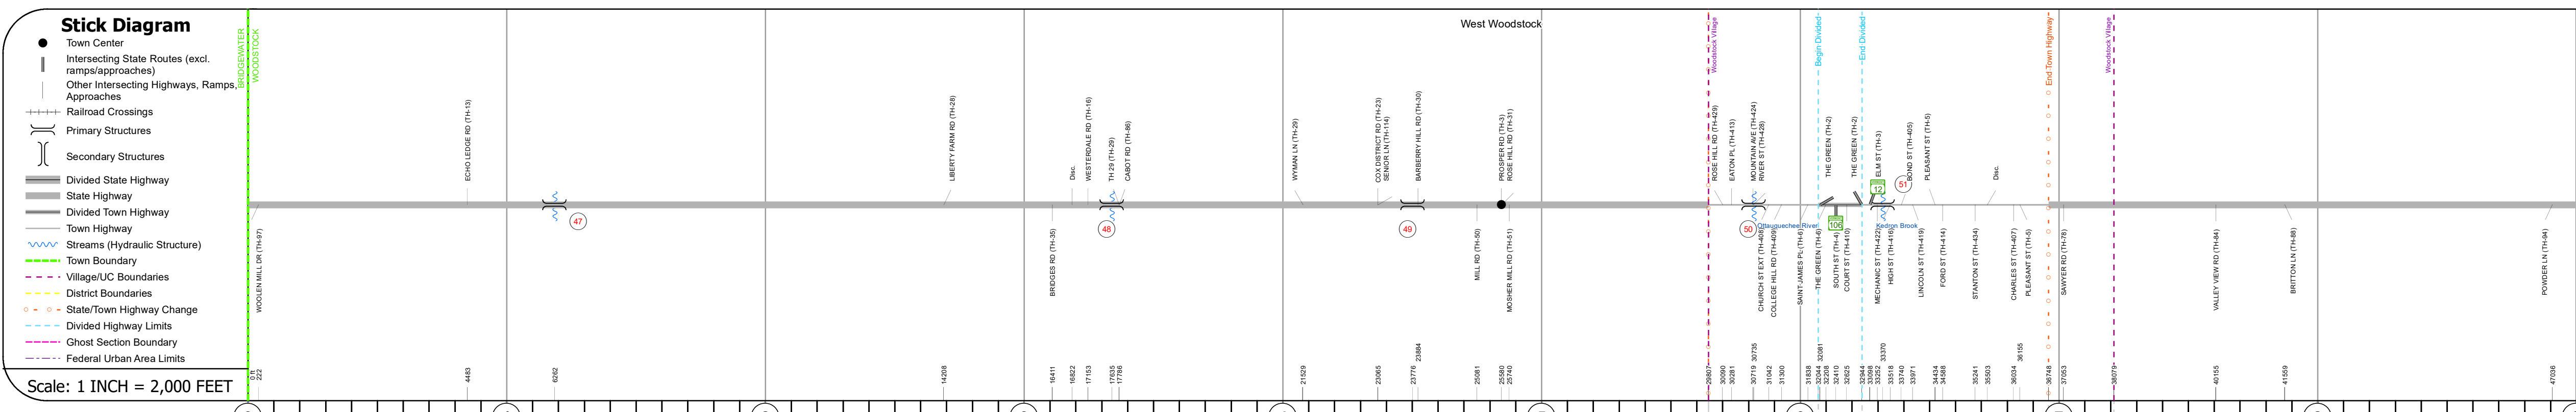 Stick Diagram
Town Center
Intersecting State Routes (excl.
ramps/approaches)
Other Intersecting Highways, Ramps,
Approaches
Railroad Crossings
Primary Structures
Secondary Structures
Divided State Highway
State Highway
Divided Town Highway
Town Highway
Streams (Hydraulic Structure)
Town Boundary
Village/UC Boundaries
District Boundaries
State/Town Highway Change
Divided Highway Limits
Ghost Section Boundary
Federal Urban Area Limits
Scale: 1 INCH = 2,000 FEET
BRIDGEWATER
WOODSTOCK
West Woodstock
Woodstock Village
Begin Divided
End Divided
End Town Highway
Woodstock Village
ECHO LEDGE RD (TH-13)
LIBERTY FARM RD (TH-28)
Disc.
WESTERDALE RD (TH-16)
TH 29 (TH-29)
CABOT RD (TH-86)
WYMAN LN (TH-29)
COX DISTRICT RD (TH-23)
SENIOR LN (TH-114)
BARBERRY HILL RD (TH-30)
PROSPER RD (TH-3)
ROSE HILL RD (TH-31)
ROSE HILL RD (TH-429)
EATON PL (TH-413)
MOUNTAIN AVE (TH-424)
RIVER ST (TH-428)
THE GREEN (TH-2)
THE GREEN (TH-2)
ELM ST (TH-3)
BOND ST (TH-405)
PLEASANT ST (TH-5)
Disc.
12
51
47
48
49
50
106
Ottauquechee River
Kedron Brook
WOOLEN MILL DR (TH-97)
BRIDGES RD (TH-35)
MILL RD (TH-50)
MOSHER MILL RD (TH-51)
CHURCH ST EXT (TH-408)
COLLEGE HILL RD (TH-409)
SAINT JAMES PL (TH-6)
THE GREEN (TH-6)
SOUTH ST (TH-4)
COURT ST (TH-410)
MECHANIC ST (TH-422)
HIGH ST (TH-416)
LINCOLN ST (TH-419)
FORD ST (TH-414)
STANTON ST (TH-434)
CHARLES ST (TH-407)
PLEASANT ST (TH-5)
SAWYER RD (TH-78)
VALLEY VIEW RD (TH-84)
BRITTON LN (TH-88)
POWDER LN (TH-94)
0 ft
222
4483
6262
14208
16411
16822
17153
17635
17786
21529
23065
23776
23884
25081
25580
25740
29807
30090
30281
30719
30735
31042
31300
31838
32044
32081
32208
32410
32625
32944
33098
33252
33370
33518
33740
33971
34434
34588
35241
35503
36034
36155
36748
37053
38079
40155
41559
47036